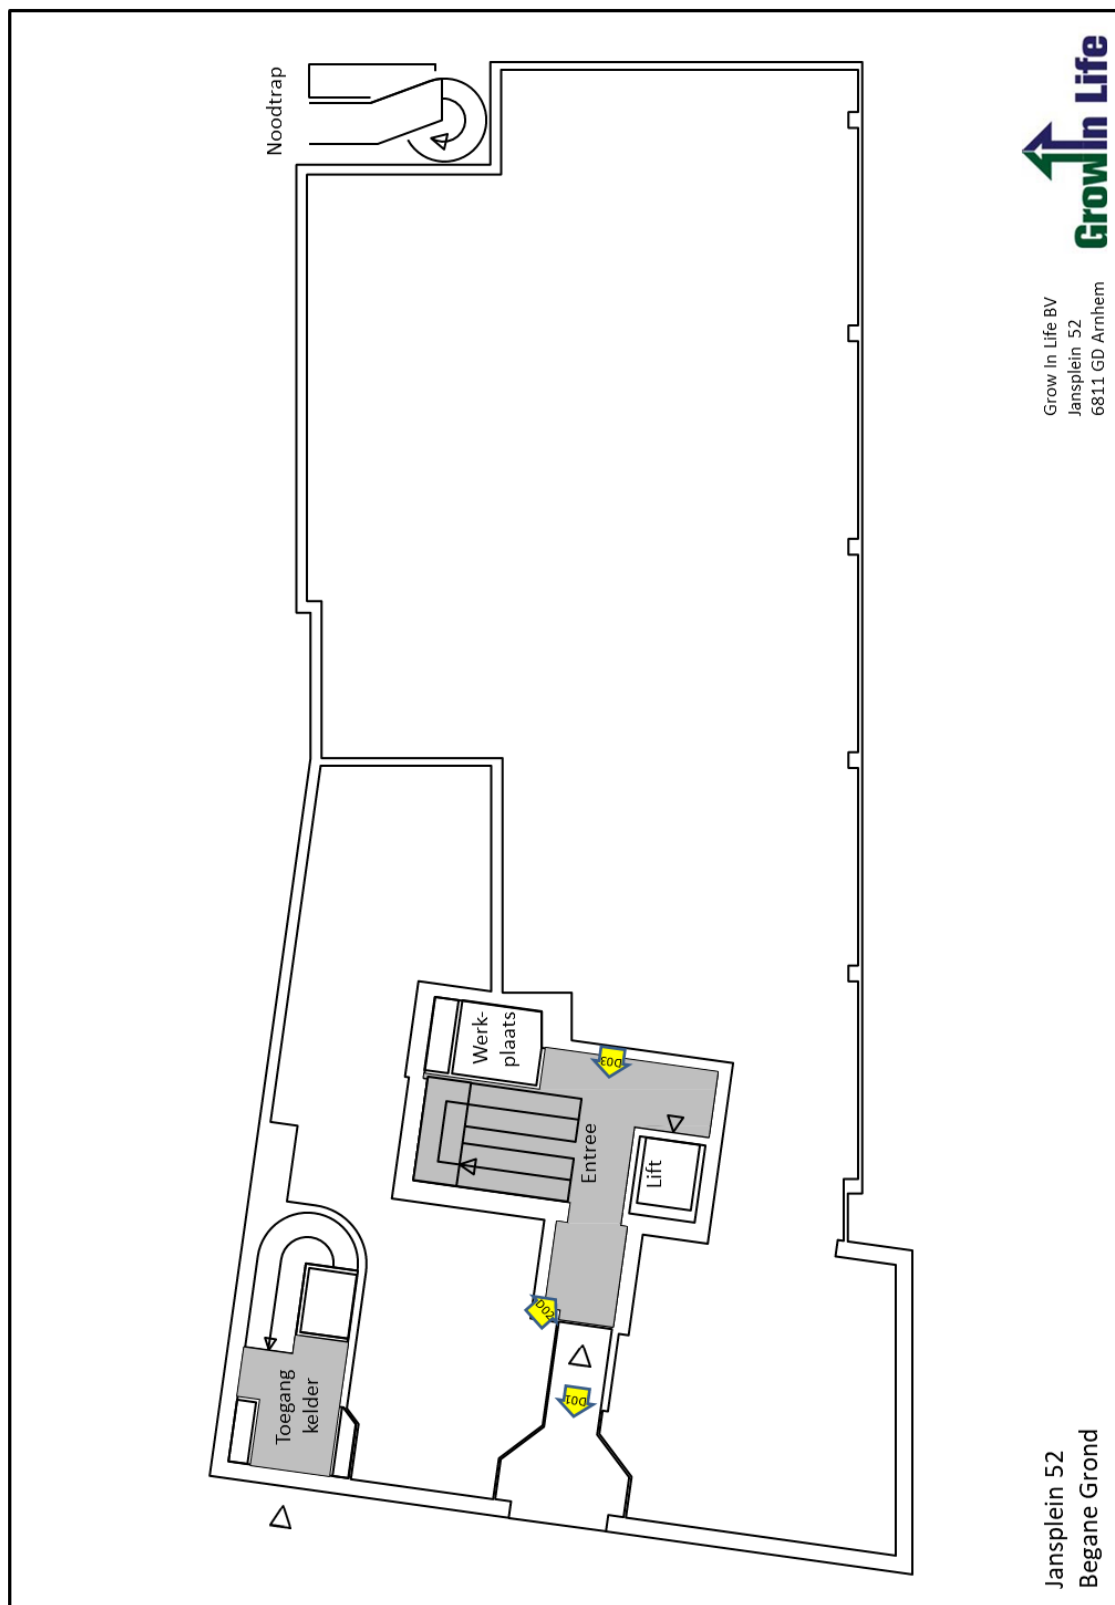 Noodtrap
Werk-
plaats
Entree
Lift
Toegang
kelder
D03
D02
D01
Grow In Life
Grow In Life BV
Jansplein 52
6811 GD Arnhem
Jansplein 52
Begane Grond